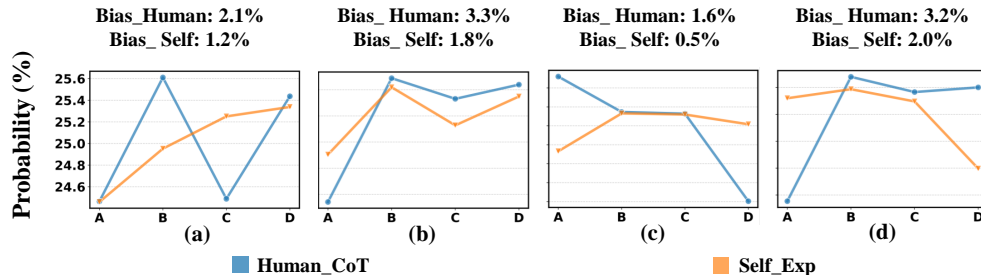 Bias_Human: 2.1%
Bias_ Self: 1.2%
Bias_ Human: 3.3%
Bias_ Self: 1.8%
Bias_ Human: 1.6%
Bias_ Self: 0.5%
Bias_ Human: 3.2%
Bias_ Self: 2.0%
Probability (%)
25.6
25.4
25.2
25.0
24.8
24.6
A B C D
A B C D
A B C D
A B C D
(a) (b) (c) (d)
Human_CoT Self_Exp